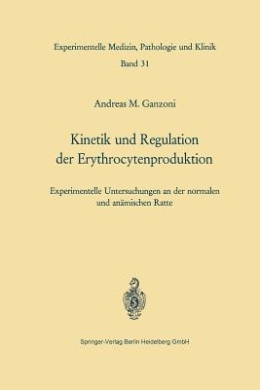 Experimentelle Medizin, Pathologie und Klinik
Band 31
Andreas M. Ganzoni
Kinetik und Regulation
der Erythrocytenproduktion
Experimentelle Untersuchungen an der normalen
und anämischen Ratte
Springer-Verlag Berlin Heidelberg GmbH